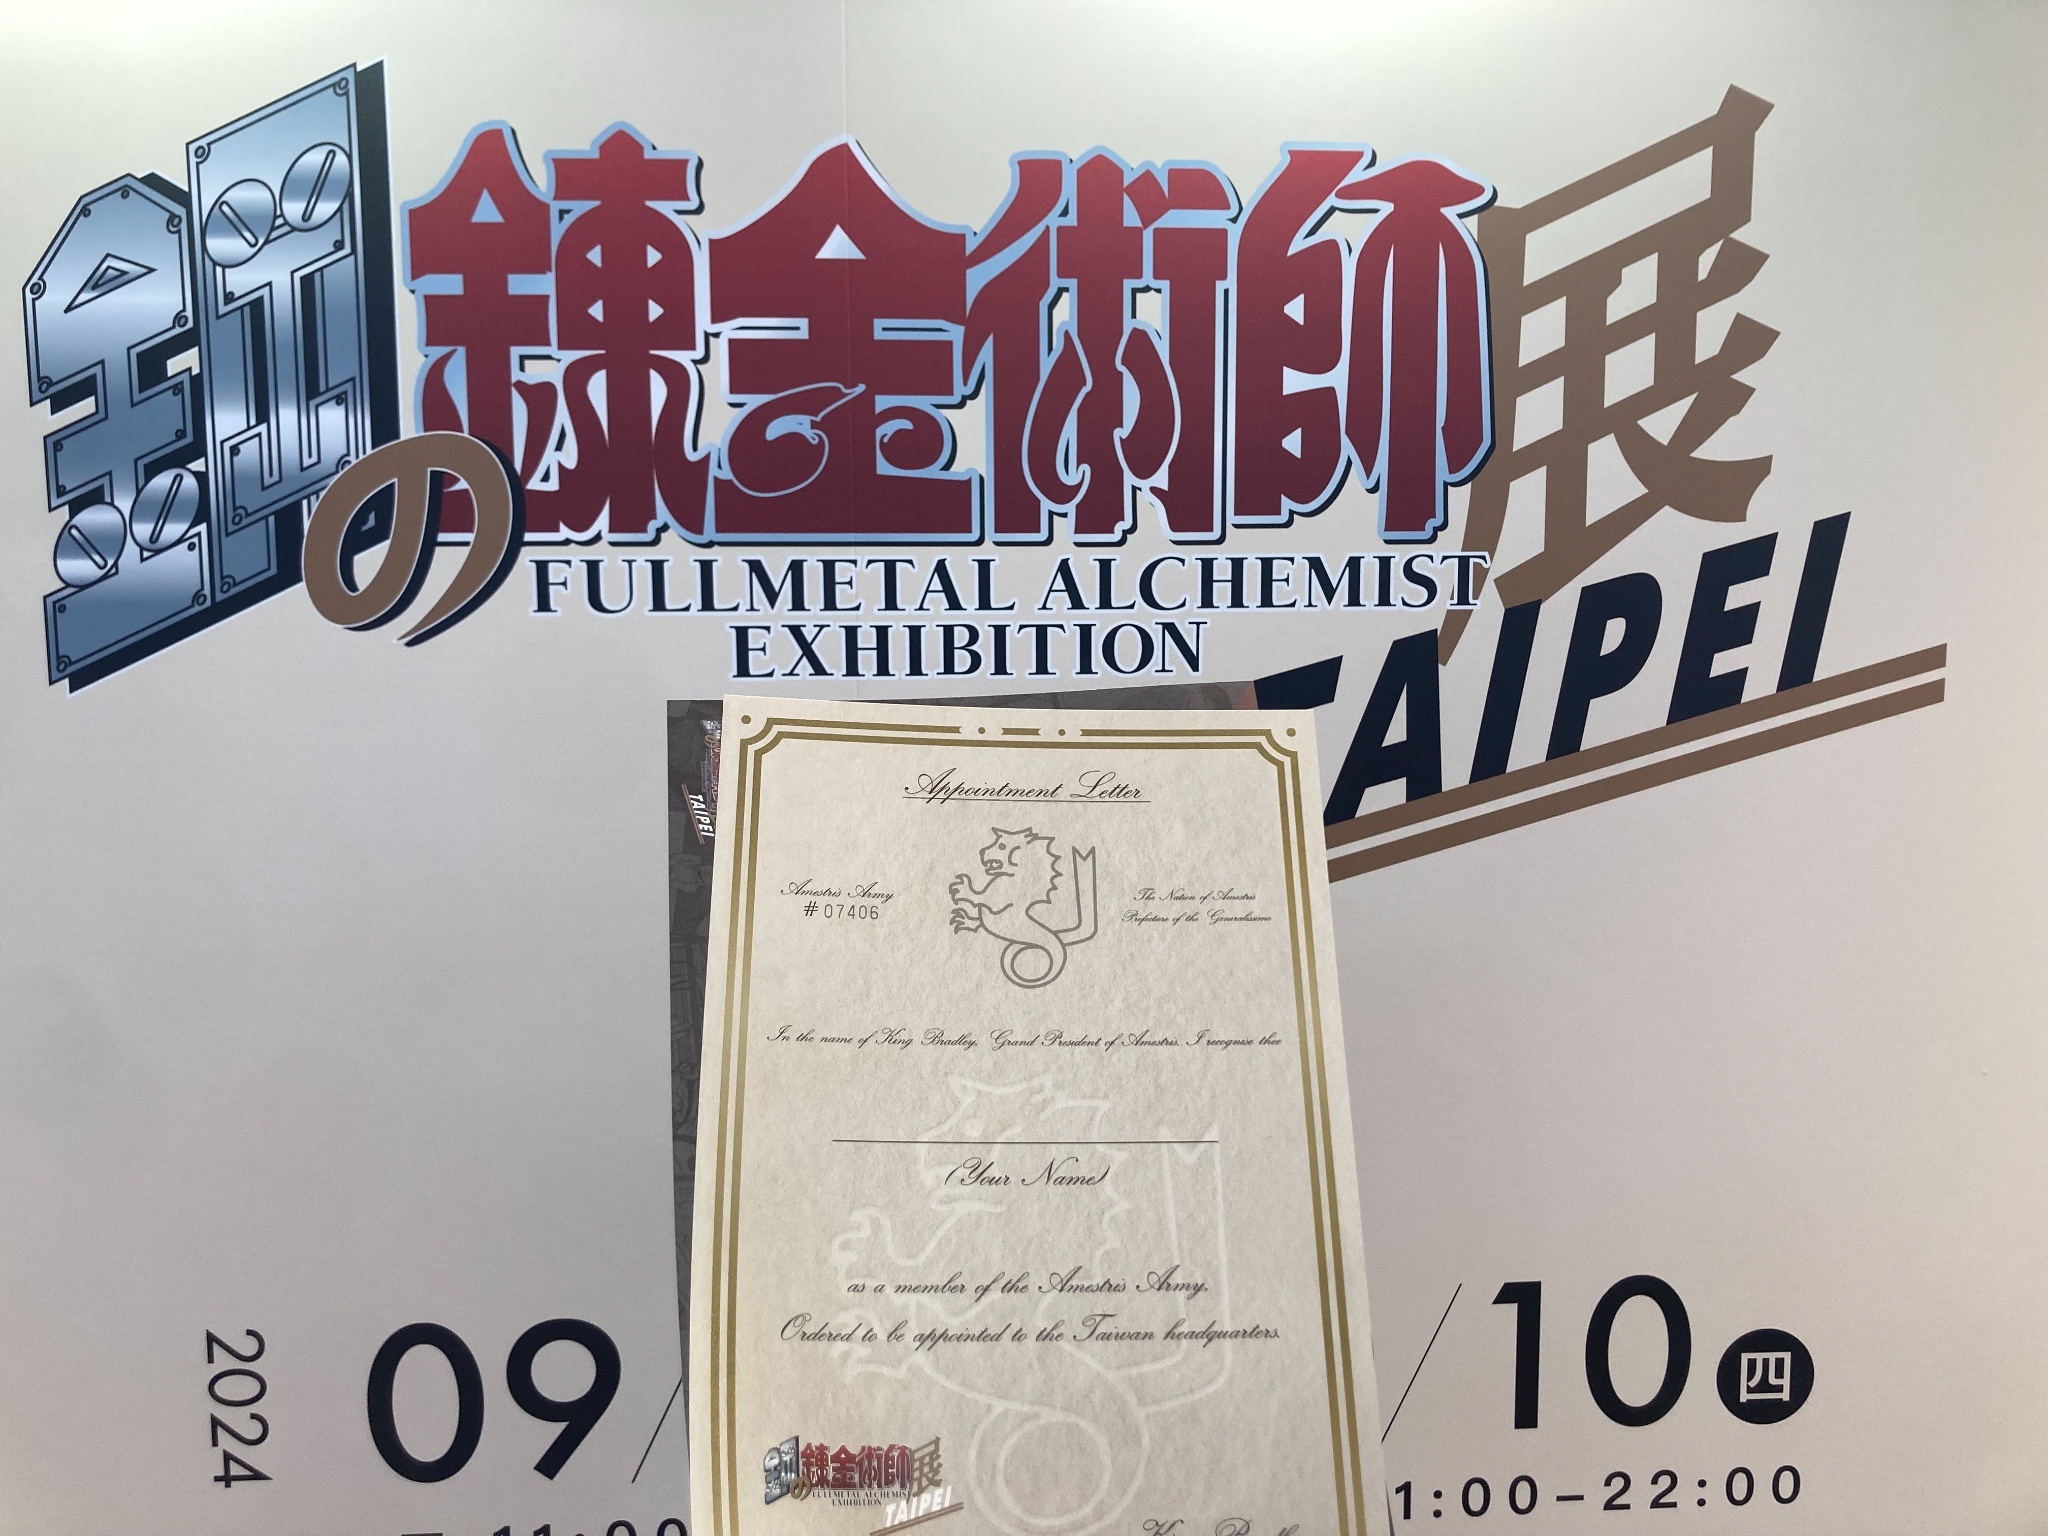 鋼の錬金術師展
FULLMETAL ALCHEMIST
EXHIBITION
TAIPEI
TAIPEI
Appointment Letter
Amestris Army
#07406
The Nation of Amestris
Prefecture of the Generalissimo
In the name of King Bradley, Grand President of Amestris. I recognise thee
(Your Name)
as a member of the Amestris Army.
Ordered to be appointed to the Taiwan headquarters.
鋼の錬金術師展
FULLMETAL ALCHEMIST
EXHIBITION
TAIPEI
2024
09/
/10 四
1:00-22:00
11:00